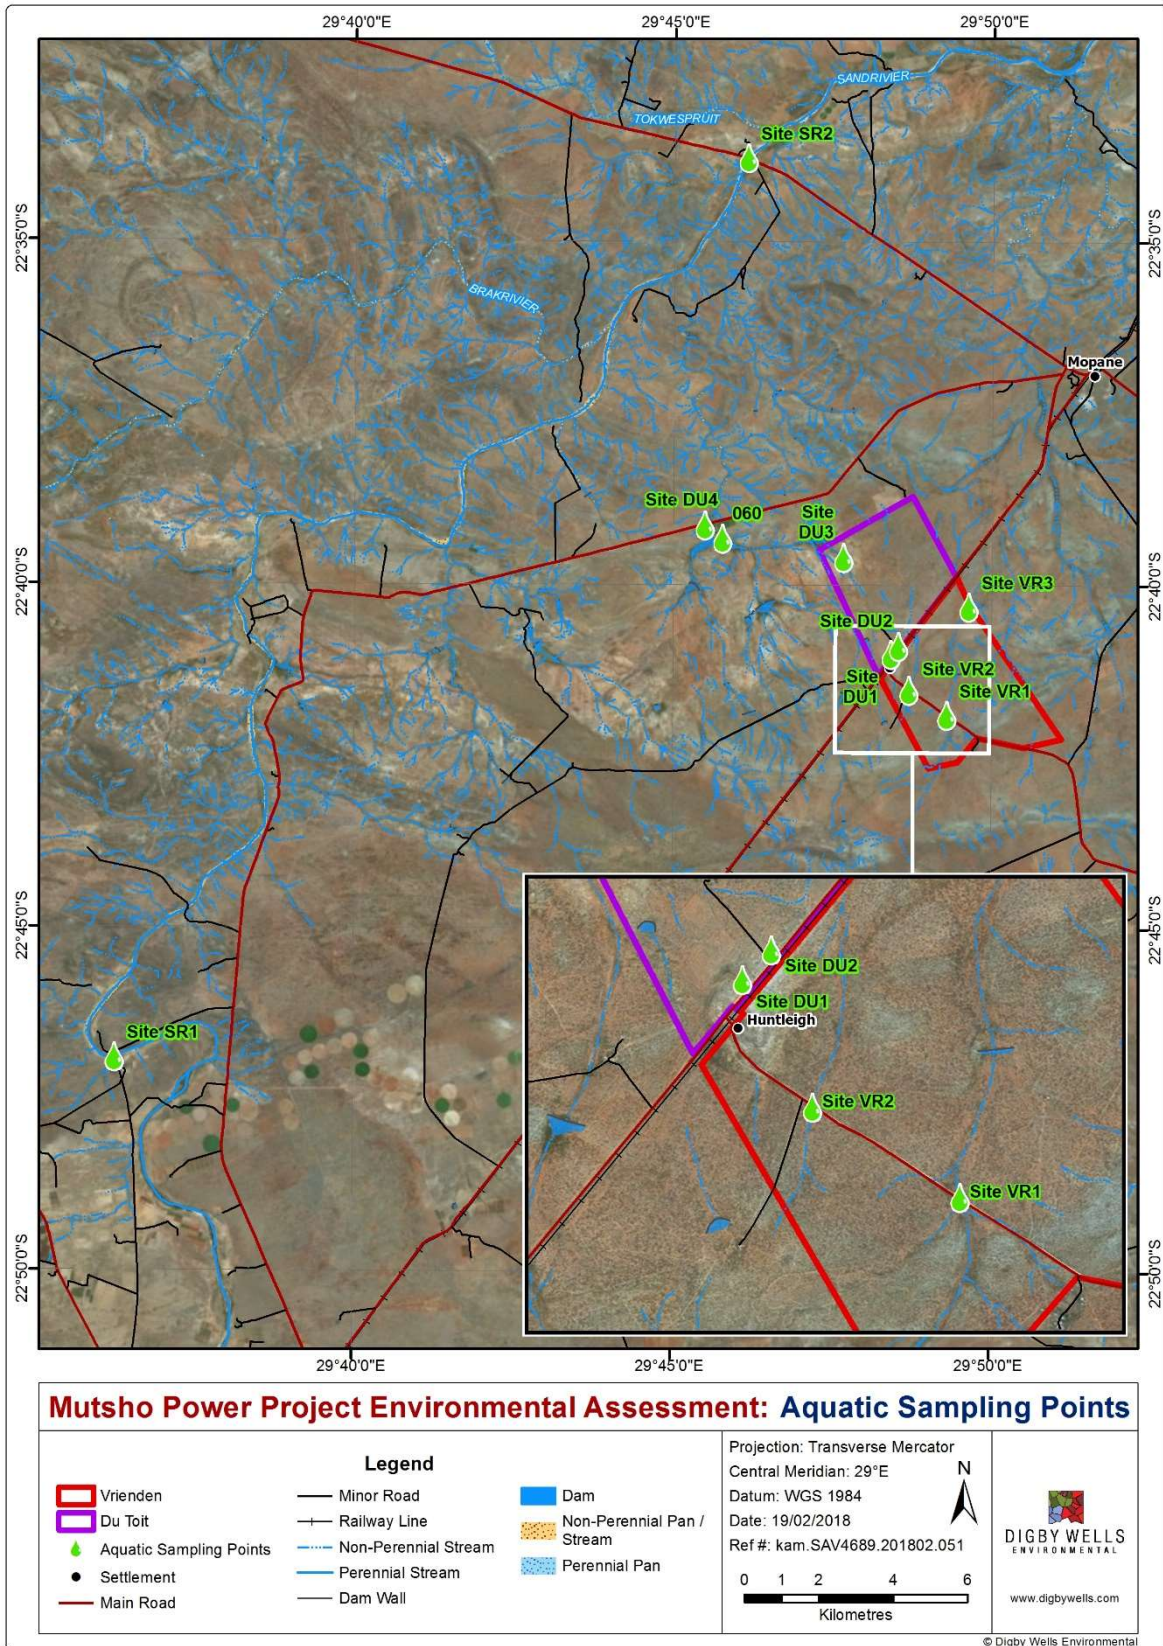 29°40'0"E
29°45'0"E
29°50'0"E
SANDRIVIER
TOKWESPRUIT
Site SR2
22°35'0"S
22°35'0"S
BRAKRIVIER
Mopane
Site DU4
060
Site
DU3
22°40'0"S
22°40'0"S
Site VR3
Site DU2
Site VR2
Site
DU1
Site VR1
22°45'0"S
22°45'0"S
Site DU2
Site DU1
Huntleigh
Site SR1
Site VR2
Site VR1
22°50'0"S
22°50'0"S
29°40'0"E
29°45'0"E
29°50'0"E
Mutsho Power Project Environmental Assessment: Aquatic Sampling Points
Legend
Vrienden
Du Toit
Aquatic Sampling Points
Settlement
Main Road
Minor Road
Railway Line
Non-Perennial Stream
Perennial Stream
Dam Wall
Dam
Non-Perennial Pan /
Stream
Perennial Pan
Projection: Transverse Mercator
Central Meridian: 29°E
Datum: WGS 1984
Date: 19/02/2018
Ref #: kam.SAV4689.201802.051
N
0 1 2 4 6
Kilometres
DIGBY WELLS
ENVIRONMENTAL
www.digbywells.com
© Digby Wells Environmental